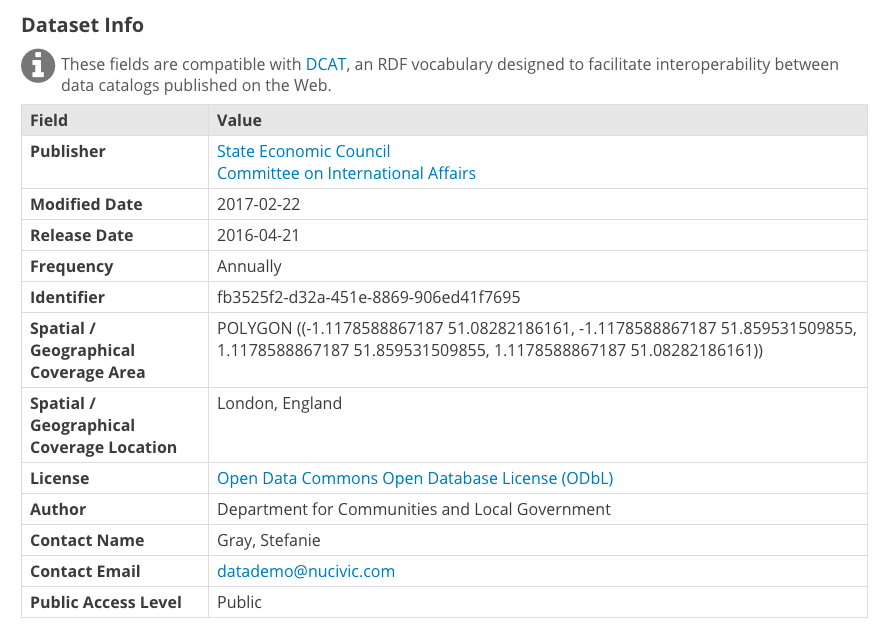 Dataset Info
These fields are compatible with DCAT, an RDF vocabulary designed to facilitate interoperability between
data catalogs published on the Web.
Field Value
Publisher State Economic Council
Committee on International Affairs
Modified Date 2017-02-22
Release Date 2016-04-21
Frequency Annually
Identifier fb3525f2-d32a-451e-8869-906ed41f7695
Spatial / POLYGON ((-1.1178588867187 51.08282186161, -1.1178588867187 51.859531509855,
Geographical 1.1178588867187 51.859531509855, 1.1178588867187 51.08282186161))
Coverage Area
Spatial / London, England
Geographical
Coverage Location
License Open Data Commons Open Database License (ODbL)
Author Department for Communities and Local Government
Contact Name Gray, Stefanie
Contact Email datademo@nucivic.com
Public Access Level Public